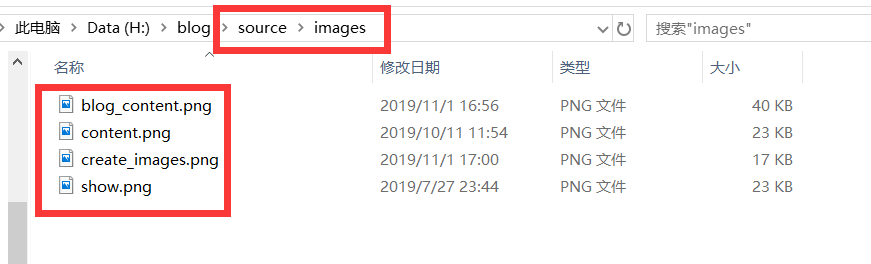 此电脑 > Data (H:) > blog > source > images 搜索"images"
名称 修改日期 类型 大小
blog_content.png 2019/11/1 16:56 PNG 文件 40 KB
content.png 2019/10/11 11:54 PNG 文件 23 KB
create_images.png 2019/11/1 17:00 PNG 文件 17 KB
show.png 2019/7/27 23:44 PNG 文件 23 KB